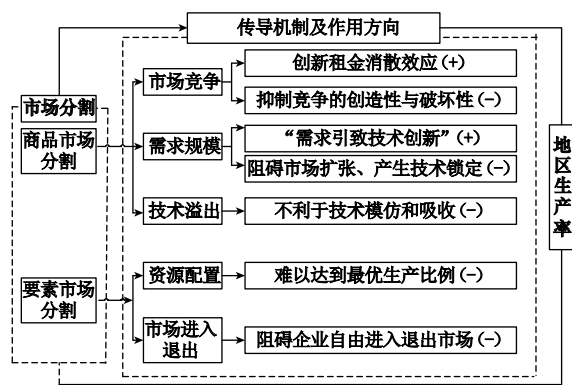 传导机制及作用方向
市场分割
商品市场
分割
要素市场
分割
市场竞争
需求规模
技术溢出
资源配置
市场进入
退出
创新租金消散效应(+)
抑制竞争的创造性与破坏性(−)
“需求引致技术创新”(+)
阻碍市场扩张、产生技术锁定(−)
不利于技术模仿和吸收(−)
难以达到最优生产比例(−)
阻碍企业自由进入退出市场(−)
地区生产率